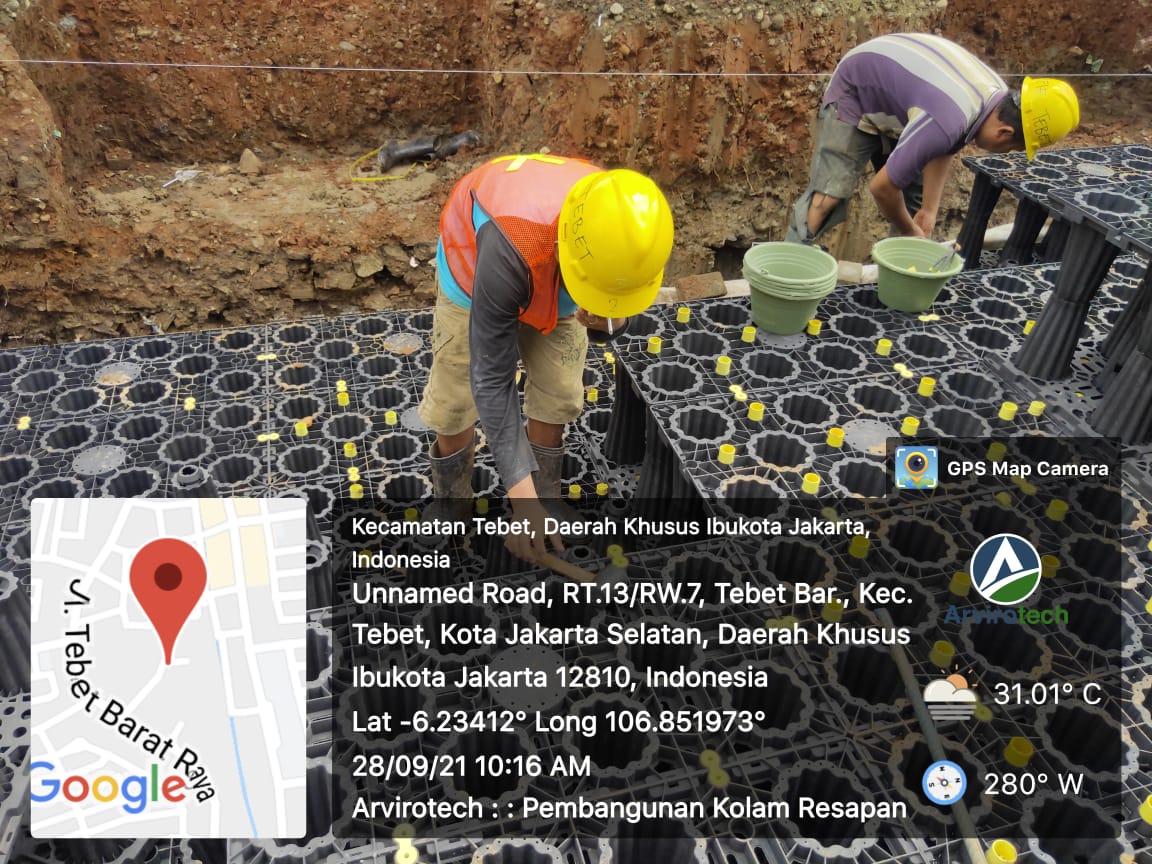 TEBET
TEBET
GPS Map Camera
Kecamatan Tebet, Daerah Khusus Ibukota Jakarta,
Indonesia
Unnamed Road, RT.13/RW.7, Tebet Bar., Kec.
Tebet, Kota Jakarta Selatan, Daerah Khusus
Ibukota Jakarta 12810, Indonesia
Lat -6.23412° Long 106.851973°
28/09/21 10:16 AM
Arvirotech : : Pembangunan Kolam Resapan
Arvirotech
31.01° C
280° W
Jl. Tebet Barat Raya
Google